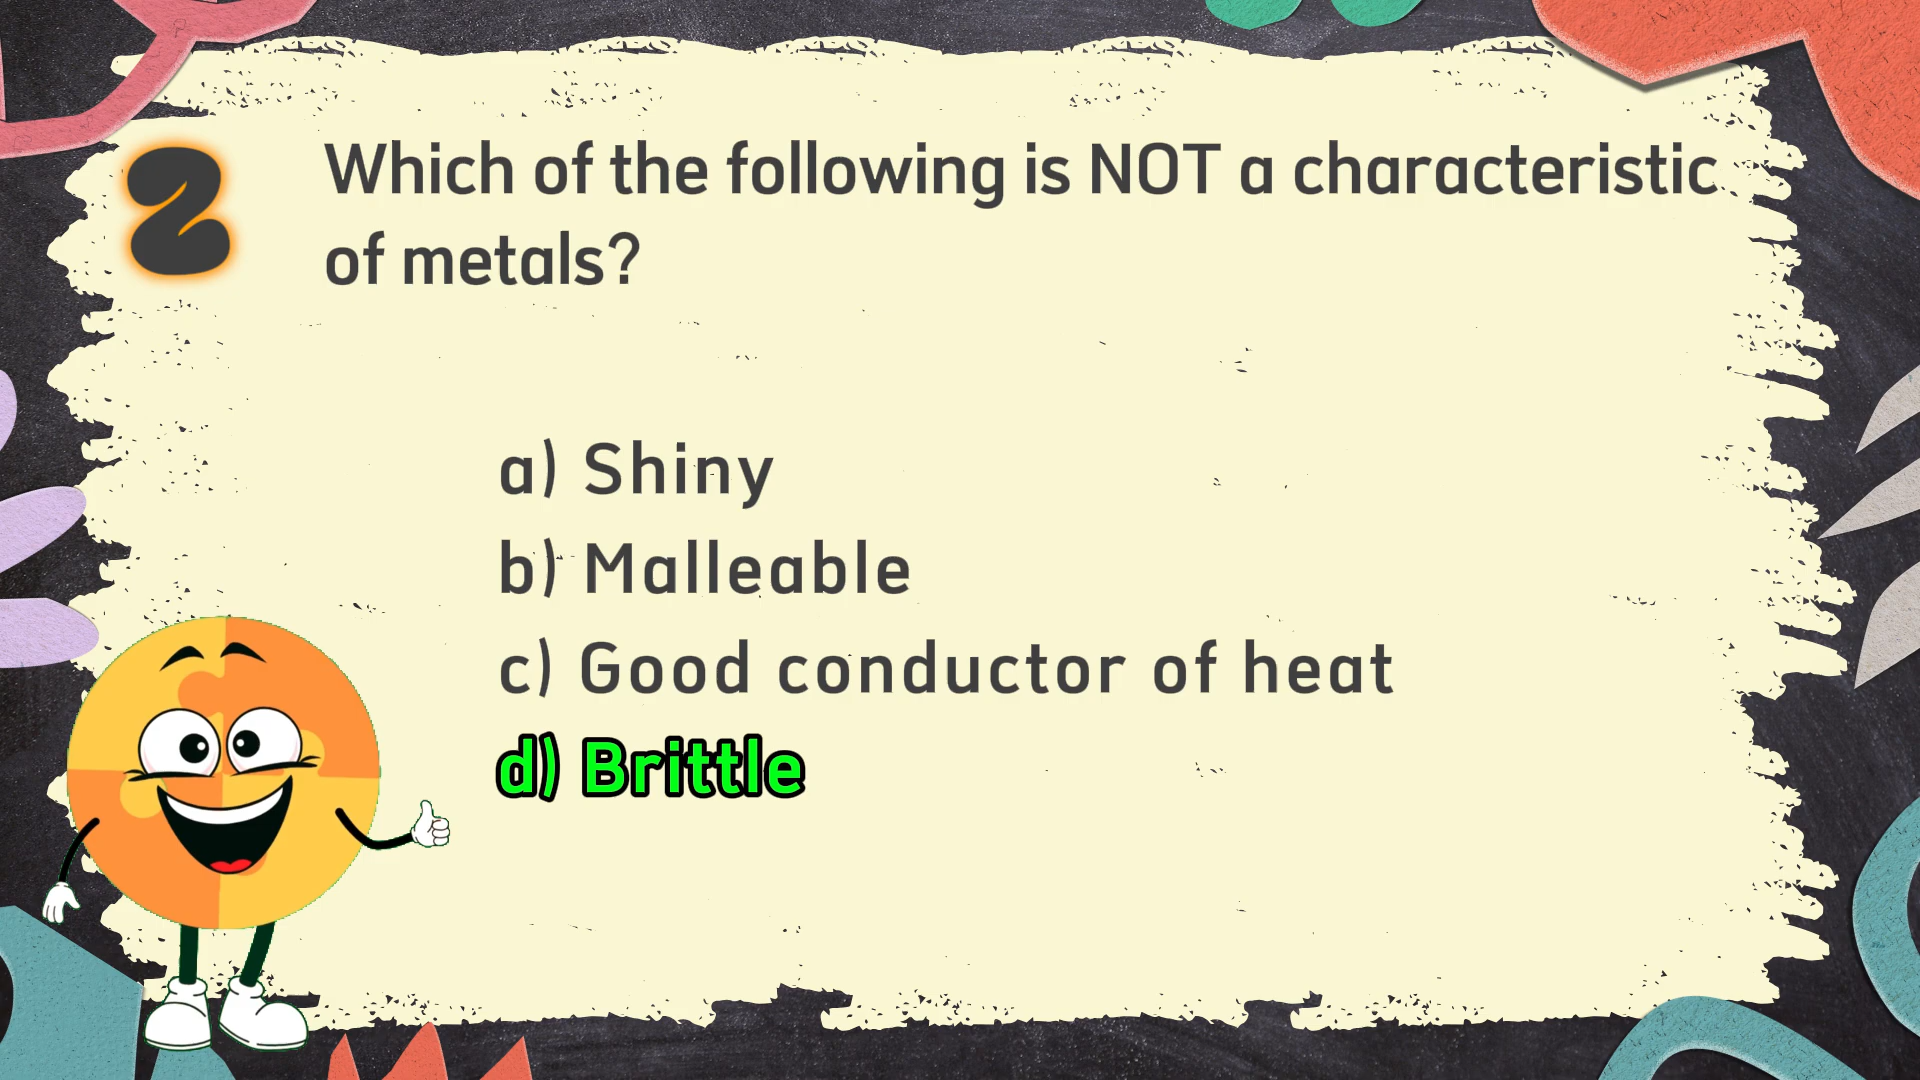 2
Which of the following is NOT a characteristic
of metals?
a) Shiny
b) Malleable
c) Good conductor of heat
d) Brittle